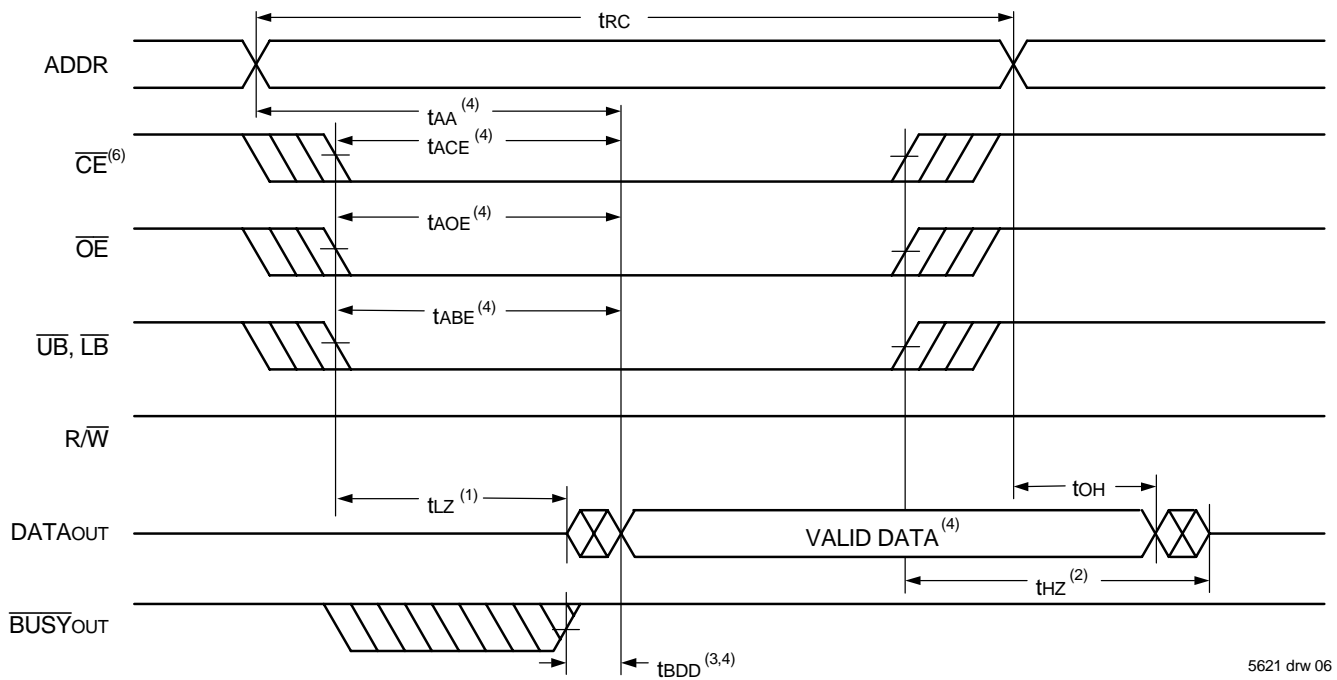 tRC
ADDR
tAA (4)
tACE (4)
CE(6)
tAOE (4)
OE
tABE (4)
UB, LB
R/W
tLZ (1)
tOH
DATAOUT
VALID DATA(4)
tHZ (2)
BUSYOUT
tBDD (3,4)
5621 drw 06